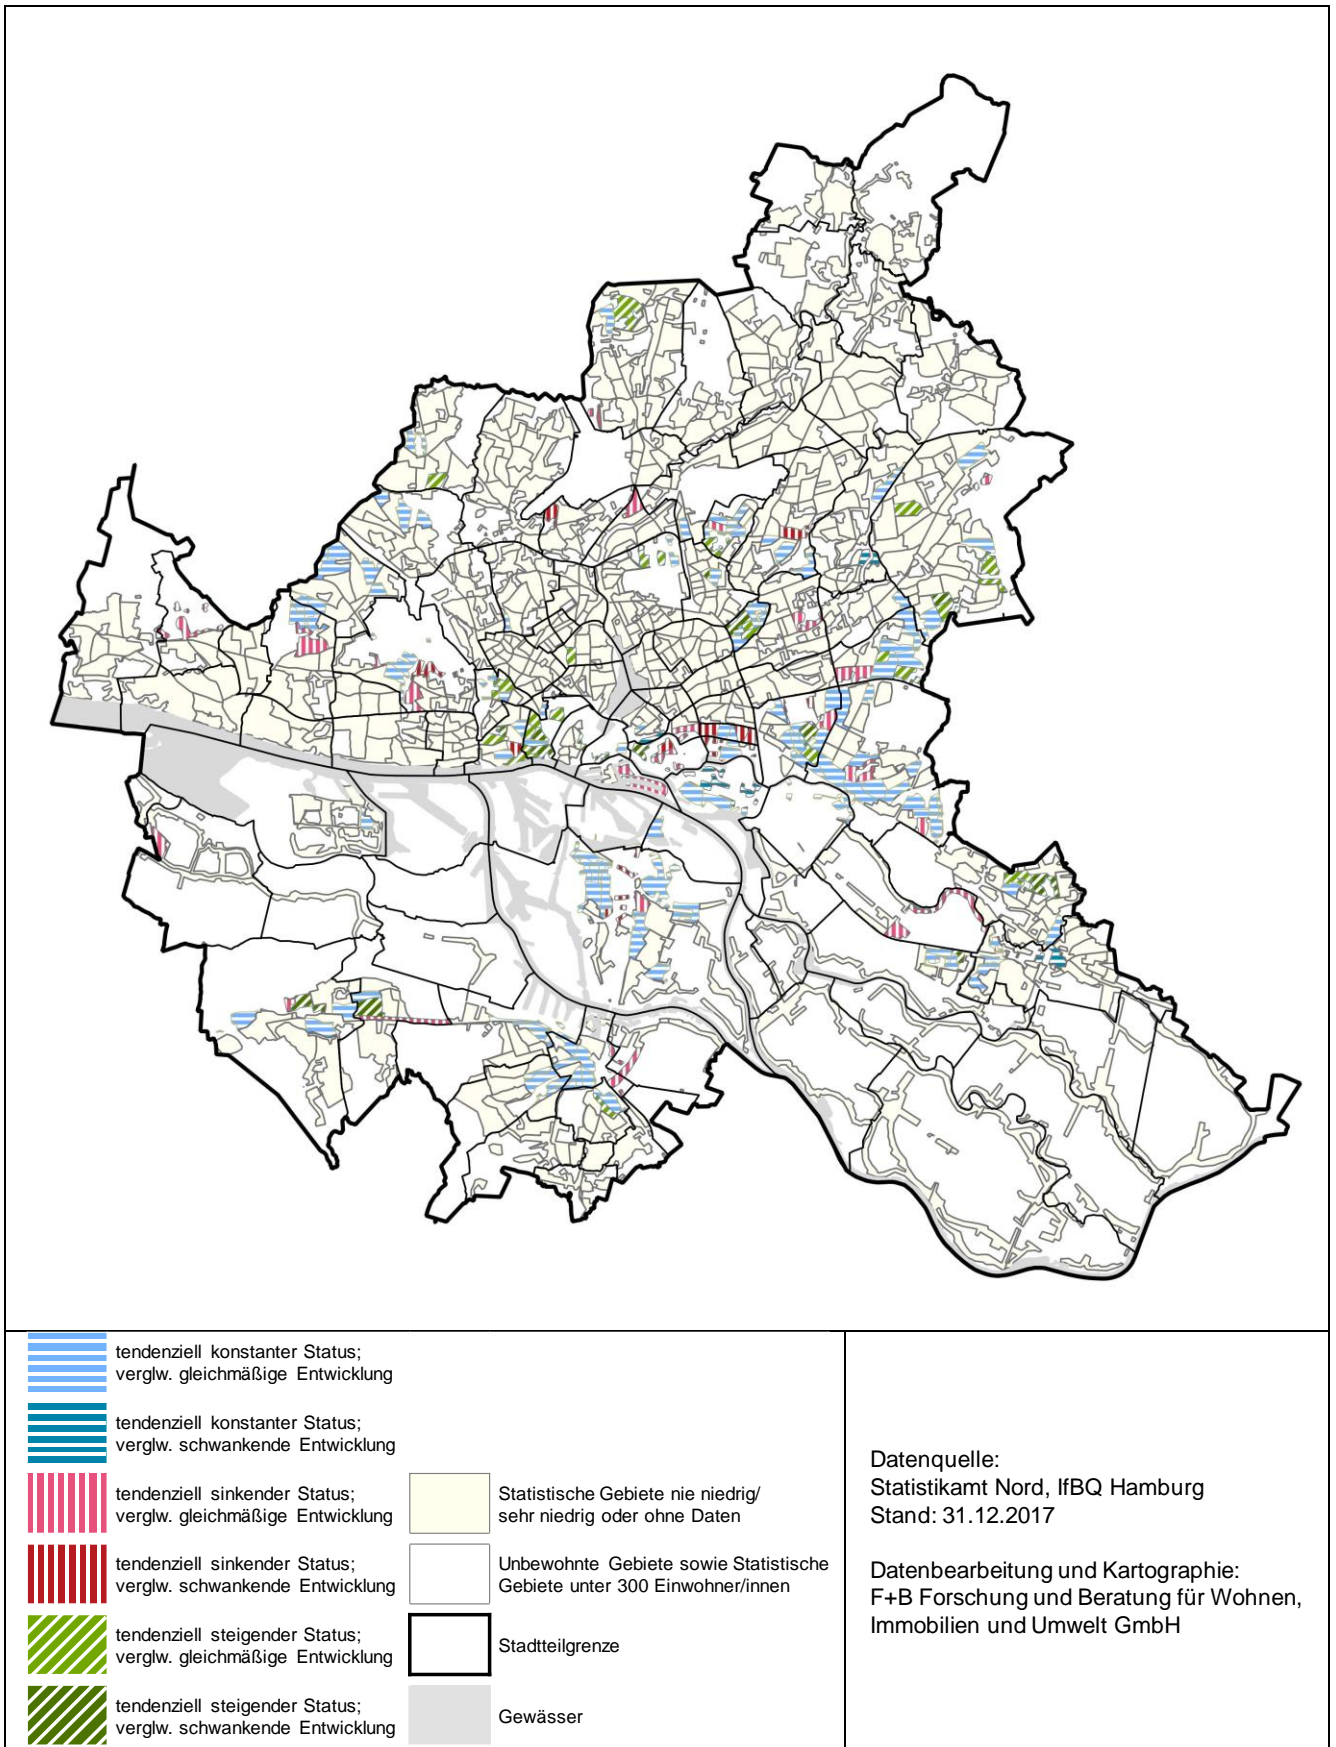 tendenziell konstanter Status;
verglw. gleichmäßige Entwicklung
tendenziell konstanter Status;
verglw. schwankende Entwicklung
tendenziell sinkender Status;
verglw. gleichmäßige Entwicklung
tendenziell sinkender Status;
verglw. schwankende Entwicklung
tendenziell steigender Status;
verglw. gleichmäßige Entwicklung
tendenziell steigender Status;
verglw. schwankende Entwicklung
Statistische Gebiete nie niedrig/
sehr niedrig oder ohne Daten
Unbewohnte Gebiete sowie Statistische
Gebiete unter 300 Einwohner/innen
Stadtteilgrenze
Gewässer
Datenquelle:
Statistikamt Nord, IfBQ Hamburg
Stand: 31.12.2017
Datenbearbeitung und Kartographie:
F+B Forschung und Beratung für Wohnen,
Immobilien und Umwelt GmbH